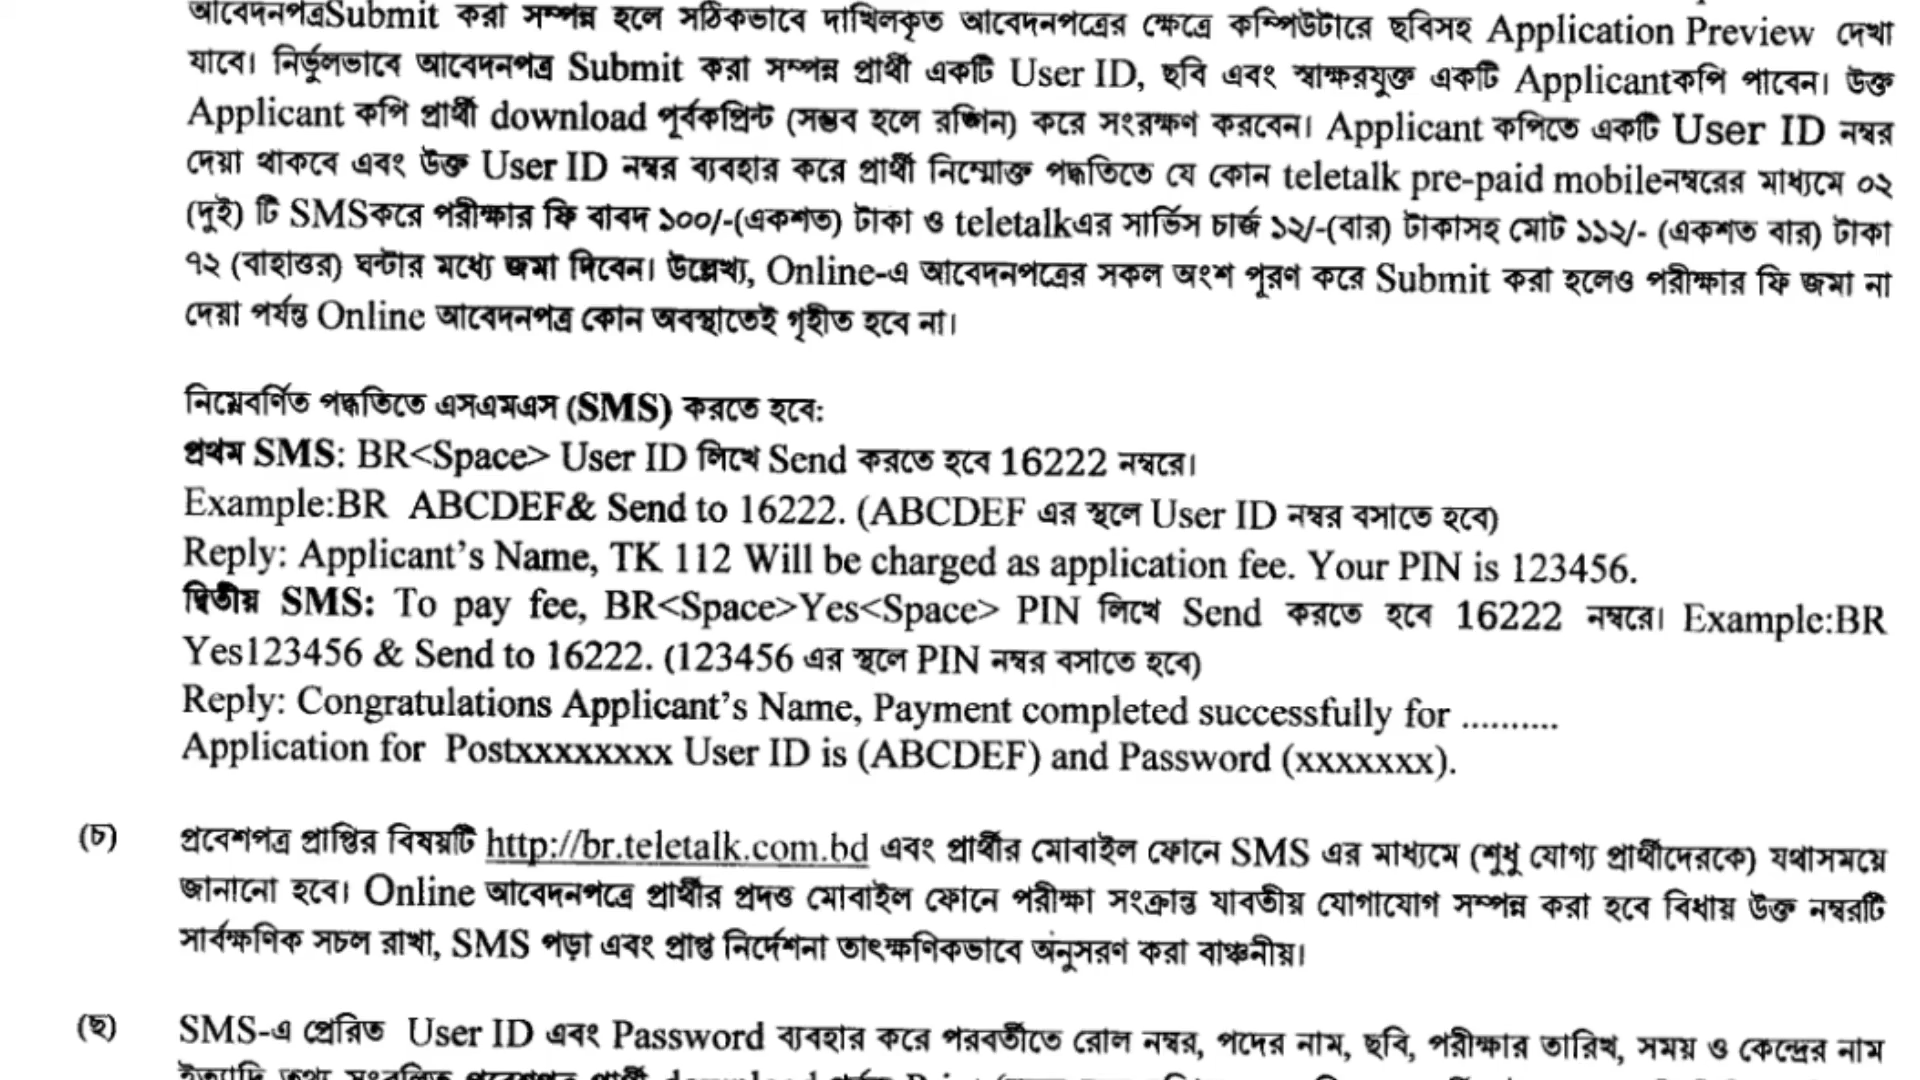 আবেদনপত্রSubmit করা সম্পন্ন হলে সঠিকভাবে দাখিলকৃত আবেদনপত্রের ক্ষেত্রে কম্পিউটারে ছবিসহ Application Preview দেখা
যাবে। নির্ভুলভাবে আবেদনপত্র Submit করা সম্পন্ন প্রার্থী একটি User ID, ছবি এবং স্বাক্ষরযুক্ত একটি Applicantকপি পাবেন। উক্ত
Applicant কপি প্রার্থী download পূর্বকপ্রিন্ট (সম্ভব হলে রঙ্গিন) করে সংরক্ষণ করবেন। Applicant কপিতে একটি User ID নম্বর
দেয়া থাকবে এবং উক্ত User ID নম্বর ব্যবহার করে প্রার্থী নিম্মোক্ত পদ্ধতিতে যে কোন teletalk pre-paid mobileনম্বরের মাধ্যমে ০২
(দুই) টি SMSকরে পরীক্ষার ফি বাবদ ১০০/-(একশত) টাকা ও teletalkএর সার্ভিস চার্জ ১২/-(বার) টাকাসহ মোট ১১২/- (একশত বার) টাকা
৭২ (বাহাত্তর) ঘন্টার মধ্যে জমা দিবেন। উল্লেখ্য, Online-এ আবেদনপত্রের সকল অংশ পূরণ করে Submit করা হলেও পরীক্ষার ফি জমা না
দেয়া পর্যন্ত Online আবেদনপত্র কোন অবস্থাতেই গৃহীত হবে না।
নিম্নেবর্ণিত পদ্ধতিতে এসএমএস (SMS) করতে হবে:
প্রথম SMS: BR<Space> User ID লিখে Send করতে হবে 16222 নম্বরে।
Example:BR ABCDEF& Send to 16222. (ABCDEF এর স্থলে User ID নম্বর বসাতে হবে)
Reply: Applicant's Name, TK 112 Will be charged as application fee. Your PIN is 123456.
দ্বিতীয় SMS: To pay fee, BR<Space>Yes<Space> PIN লিখে Send করতে হবে 16222 নম্বরে। Example:BR
Yes123456 & Send to 16222. (123456 এর স্থলে PIN নম্বর বসাতে হবে)
Reply: Congratulations Applicant's Name, Payment completed successfully for ..........
Application for Postxxxxxxxx User ID is (ABCDEF) and Password (xxxxxxx).
(চ) প্রবেশপত্র প্রাপ্তির বিষয়টি http://br.teletalk.com.bd এবং প্রার্থীর মোবাইল ফোনে SMS এর মাধ্যমে (শুধু যোগ্য প্রার্থীদেরকে) যথাসময়ে
জানানো হবে। Online আবেদনপত্রে প্রার্থীর প্রদত্ত মোবাইল ফোনে পরীক্ষা সংক্রান্ত যাবতীয় যোগাযোগ সম্পন্ন করা হবে বিধায় উক্ত নম্বরটি
সার্বক্ষণিক সচল রাখা, SMS পড়া এবং প্রাপ্ত নির্দেশনা তাৎক্ষণিকভাবে অনুসরণ করা বাঞ্চনীয়।
(ছ) SMS-এ প্রেরিত User ID এবং Password ব্যবহার করে পরবর্তীতে রোল নম্বর, পদের নাম, ছবি, পরীক্ষার তারিখ, সময় ও কেন্দ্রের নাম
ইত্যাদি তথ্য সংবলিত প্রবেশপত্র প্রার্থী download